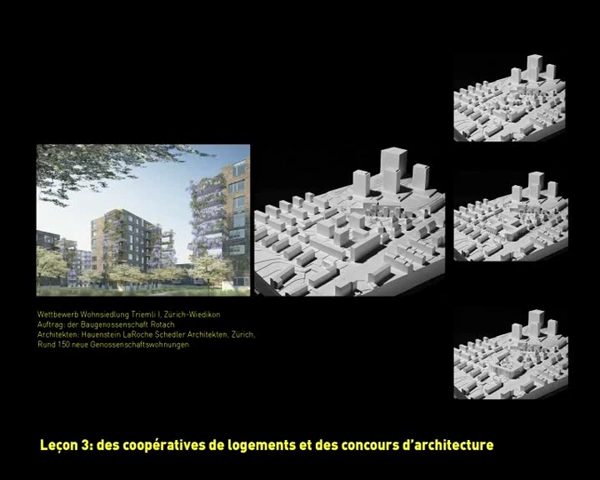 Wettbewerb Wohnsiedlung Triemli I, Zürich-Wiedikon
Auftrag: der Baugenossenschaft Rotach
Architekten: Hauenstein LaRoche Schedler Architekten, Zürich,
Rund 150 neue Genossenschaftswohnungen
Leçon 3: des coopératives de logements et des concours d'architecture